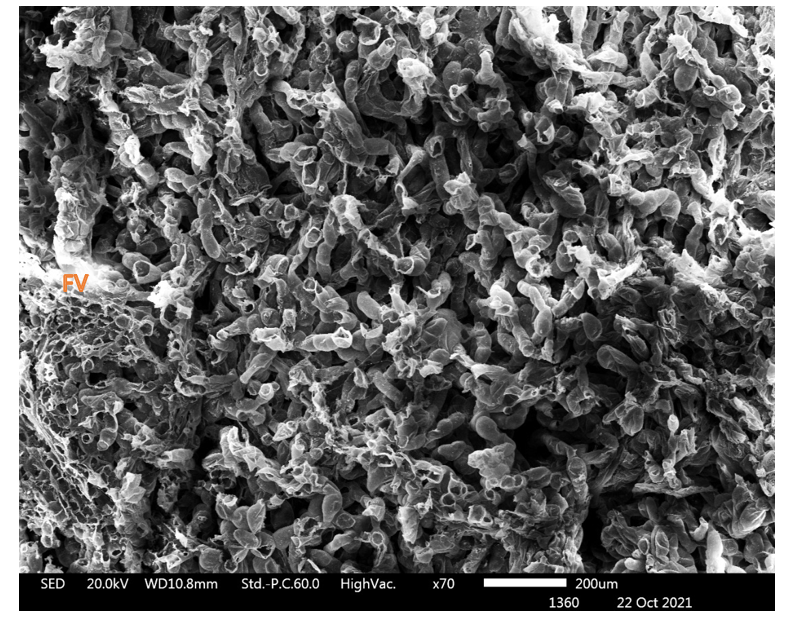 FV
SED 20.0kV WD10.8mm Std.-P.C.60.0 HighVac. x70 200um
1360 22 Oct 2021